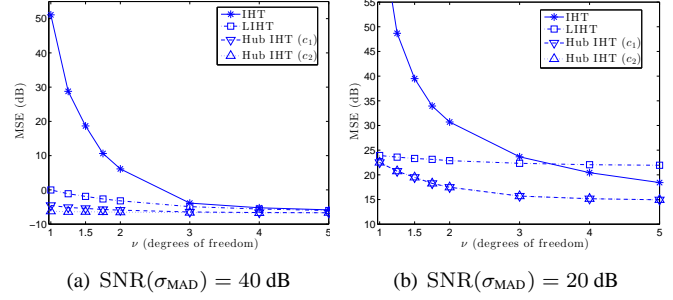 IHT
LIHT
Hub IHT (c₁)
Hub IHT (c₂)
MSE (dB)
50
40
30
20
10
0
−10
1
1.5
2
3
4
5
ν (degrees of freedom)
(a) SNR(σ_MAD) = 40 dB
IHT
LIHT
Hub IHT (c₁)
Hub IHT (c₂)
MSE (dB)
55
50
45
40
35
30
25
20
15
10
1
1.5
2
3
4
5
ν (degrees of freedom)
(b) SNR(σ_MAD) = 20 dB